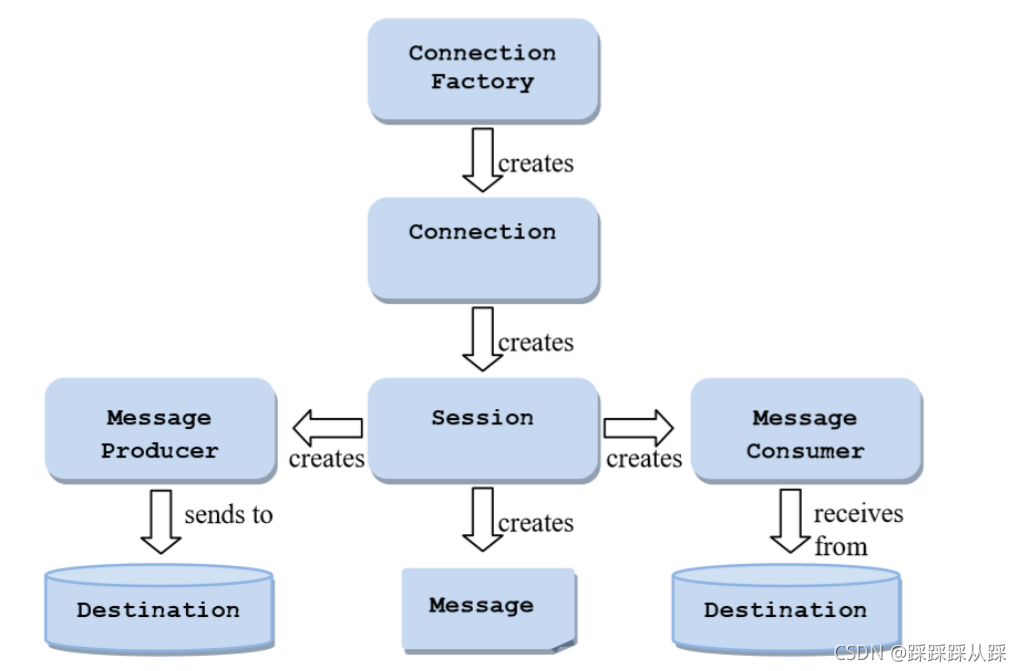 Connection
Factory
creates
Connection
creates
Message
Producer
creates
Session
creates
Message
Consumer
sends to
creates
receives
from
Destination
Message
Destination
CSDN @踩踩踩从踩